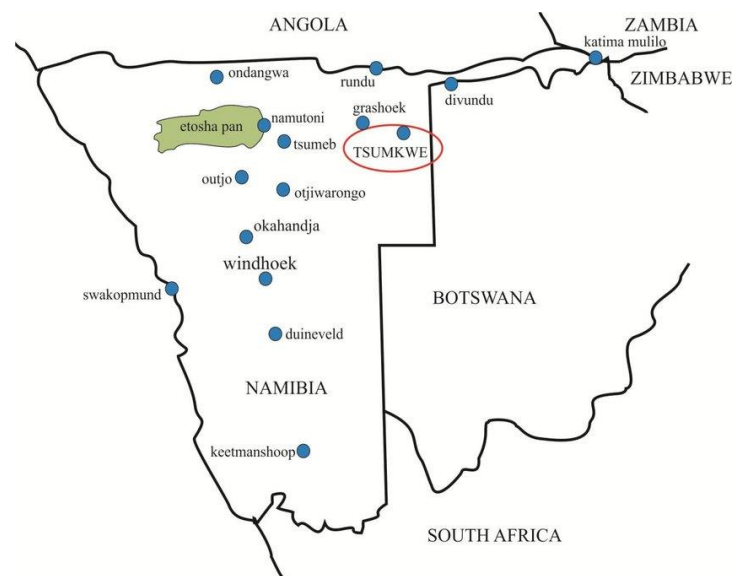 ANGOLA
ZAMBIA
katima mulilo
ZIMBABWE
ondangwa
rundu
divundu
grashoek
etosha pan
namutoni
tsumeb
TSUMKWE
outjo
otjiwarongo
okahandja
windhoek
swakopmund
BOTSWANA
duineveld
NAMIBIA
keetmanshoop
SOUTH AFRICA